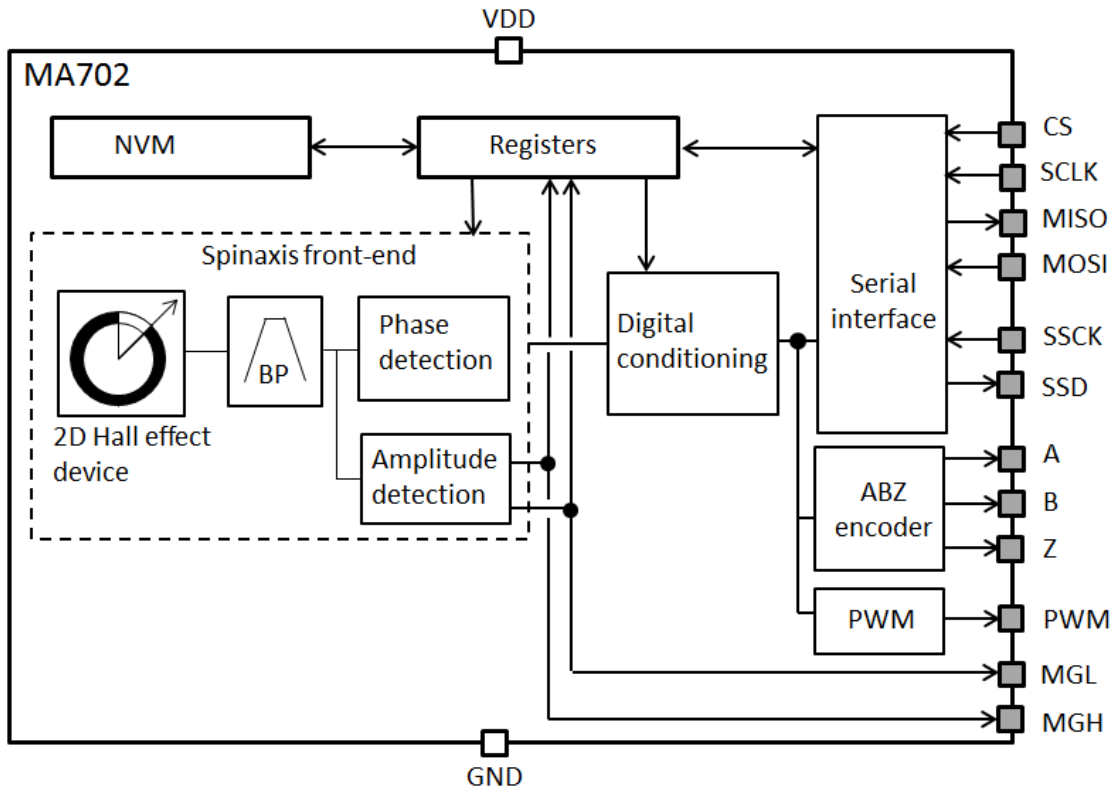 VDD
MA702
NVM
Registers
CS
SCLK
MISO
MOSI
SSCK
SSD
Serial
interface
Spinaxis front-end
Phase
detection
BP
2D Hall effect
device
Amplitude
detection
Digital
conditioning
ABZ
encoder
A
B
Z
PWM
PWM
MGL
MGH
GND